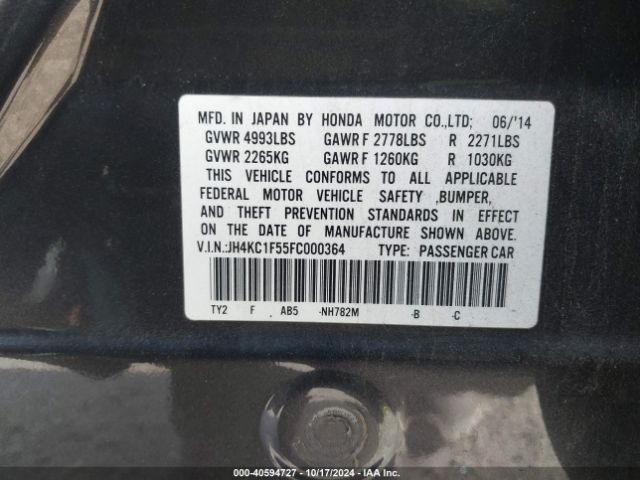 MFD. IN JAPAN BY HONDA MOTOR CO.,LTD; 06/'14
GVWR 4993LBS GAWR F 2778LBS R 2271LBS
GVWR 2265KG GAWR F 1260KG R 1030KG
THIS VEHICLE CONFORMS TO ALL APPLICABLE
FEDERAL MOTOR VEHICLE SAFETY ,BUMPER,
AND THEFT PREVENTION STANDARDS IN EFFECT
ON THE DATE OF MANUFACTURE SHOWN ABOVE.
V.I.N.:JH4KC1F55FC000364 TYPE: PASSENGER CAR
TY2 F AB5 -NH782M -B -C
000-40594727 - 10/17/2024 - IAA Inc.